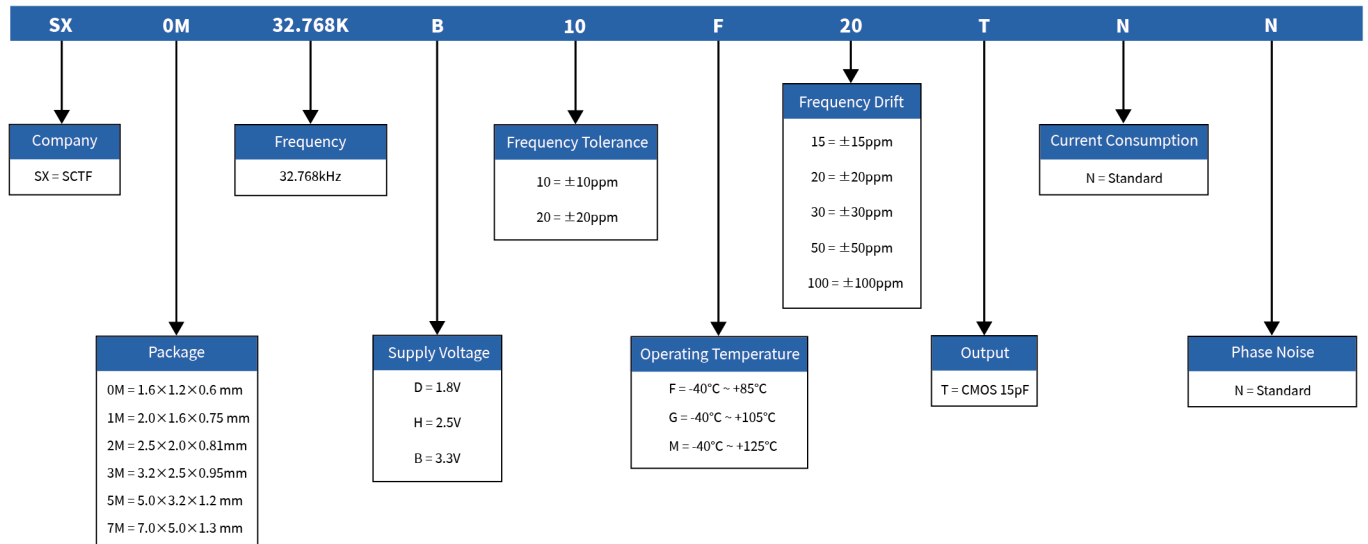 SX 0M 32.768K B 10 F 20 T N N
Company
SX = SCTF
Package
0M = 1.6×1.2×0.6 mm
1M = 2.0×1.6×0.75 mm
2M = 2.5×2.0×0.81mm
3M = 3.2×2.5×0.95mm
5M = 5.0×3.2×1.2 mm
7M = 7.0×5.0×1.3 mm
Frequency
32.768kHz
Supply Voltage
D = 1.8V
H = 2.5V
B = 3.3V
Frequency Tolerance
10 = ±10ppm
20 = ±20ppm
Operating Temperature
F = -40℃ ~ +85℃
G = -40℃ ~ +105℃
M = -40℃ ~ +125℃
Frequency Drift
15 = ±15ppm
20 = ±20ppm
30 = ±30ppm
50 = ±50ppm
100 = ±100ppm
Output
T = CMOS 15pF
Current Consumption
N = Standard
Phase Noise
N = Standard